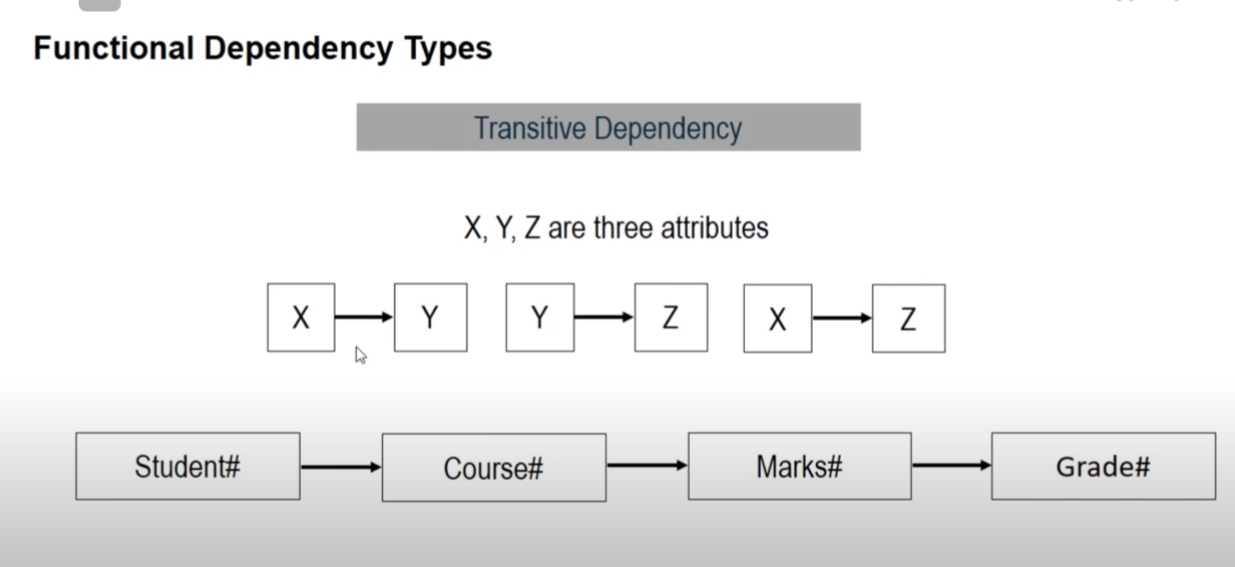 Functional Dependency Types
Transitive Dependency
X, Y, Z are three attributes
X Y Y Z X Z
Student# Course# Marks# Grade#